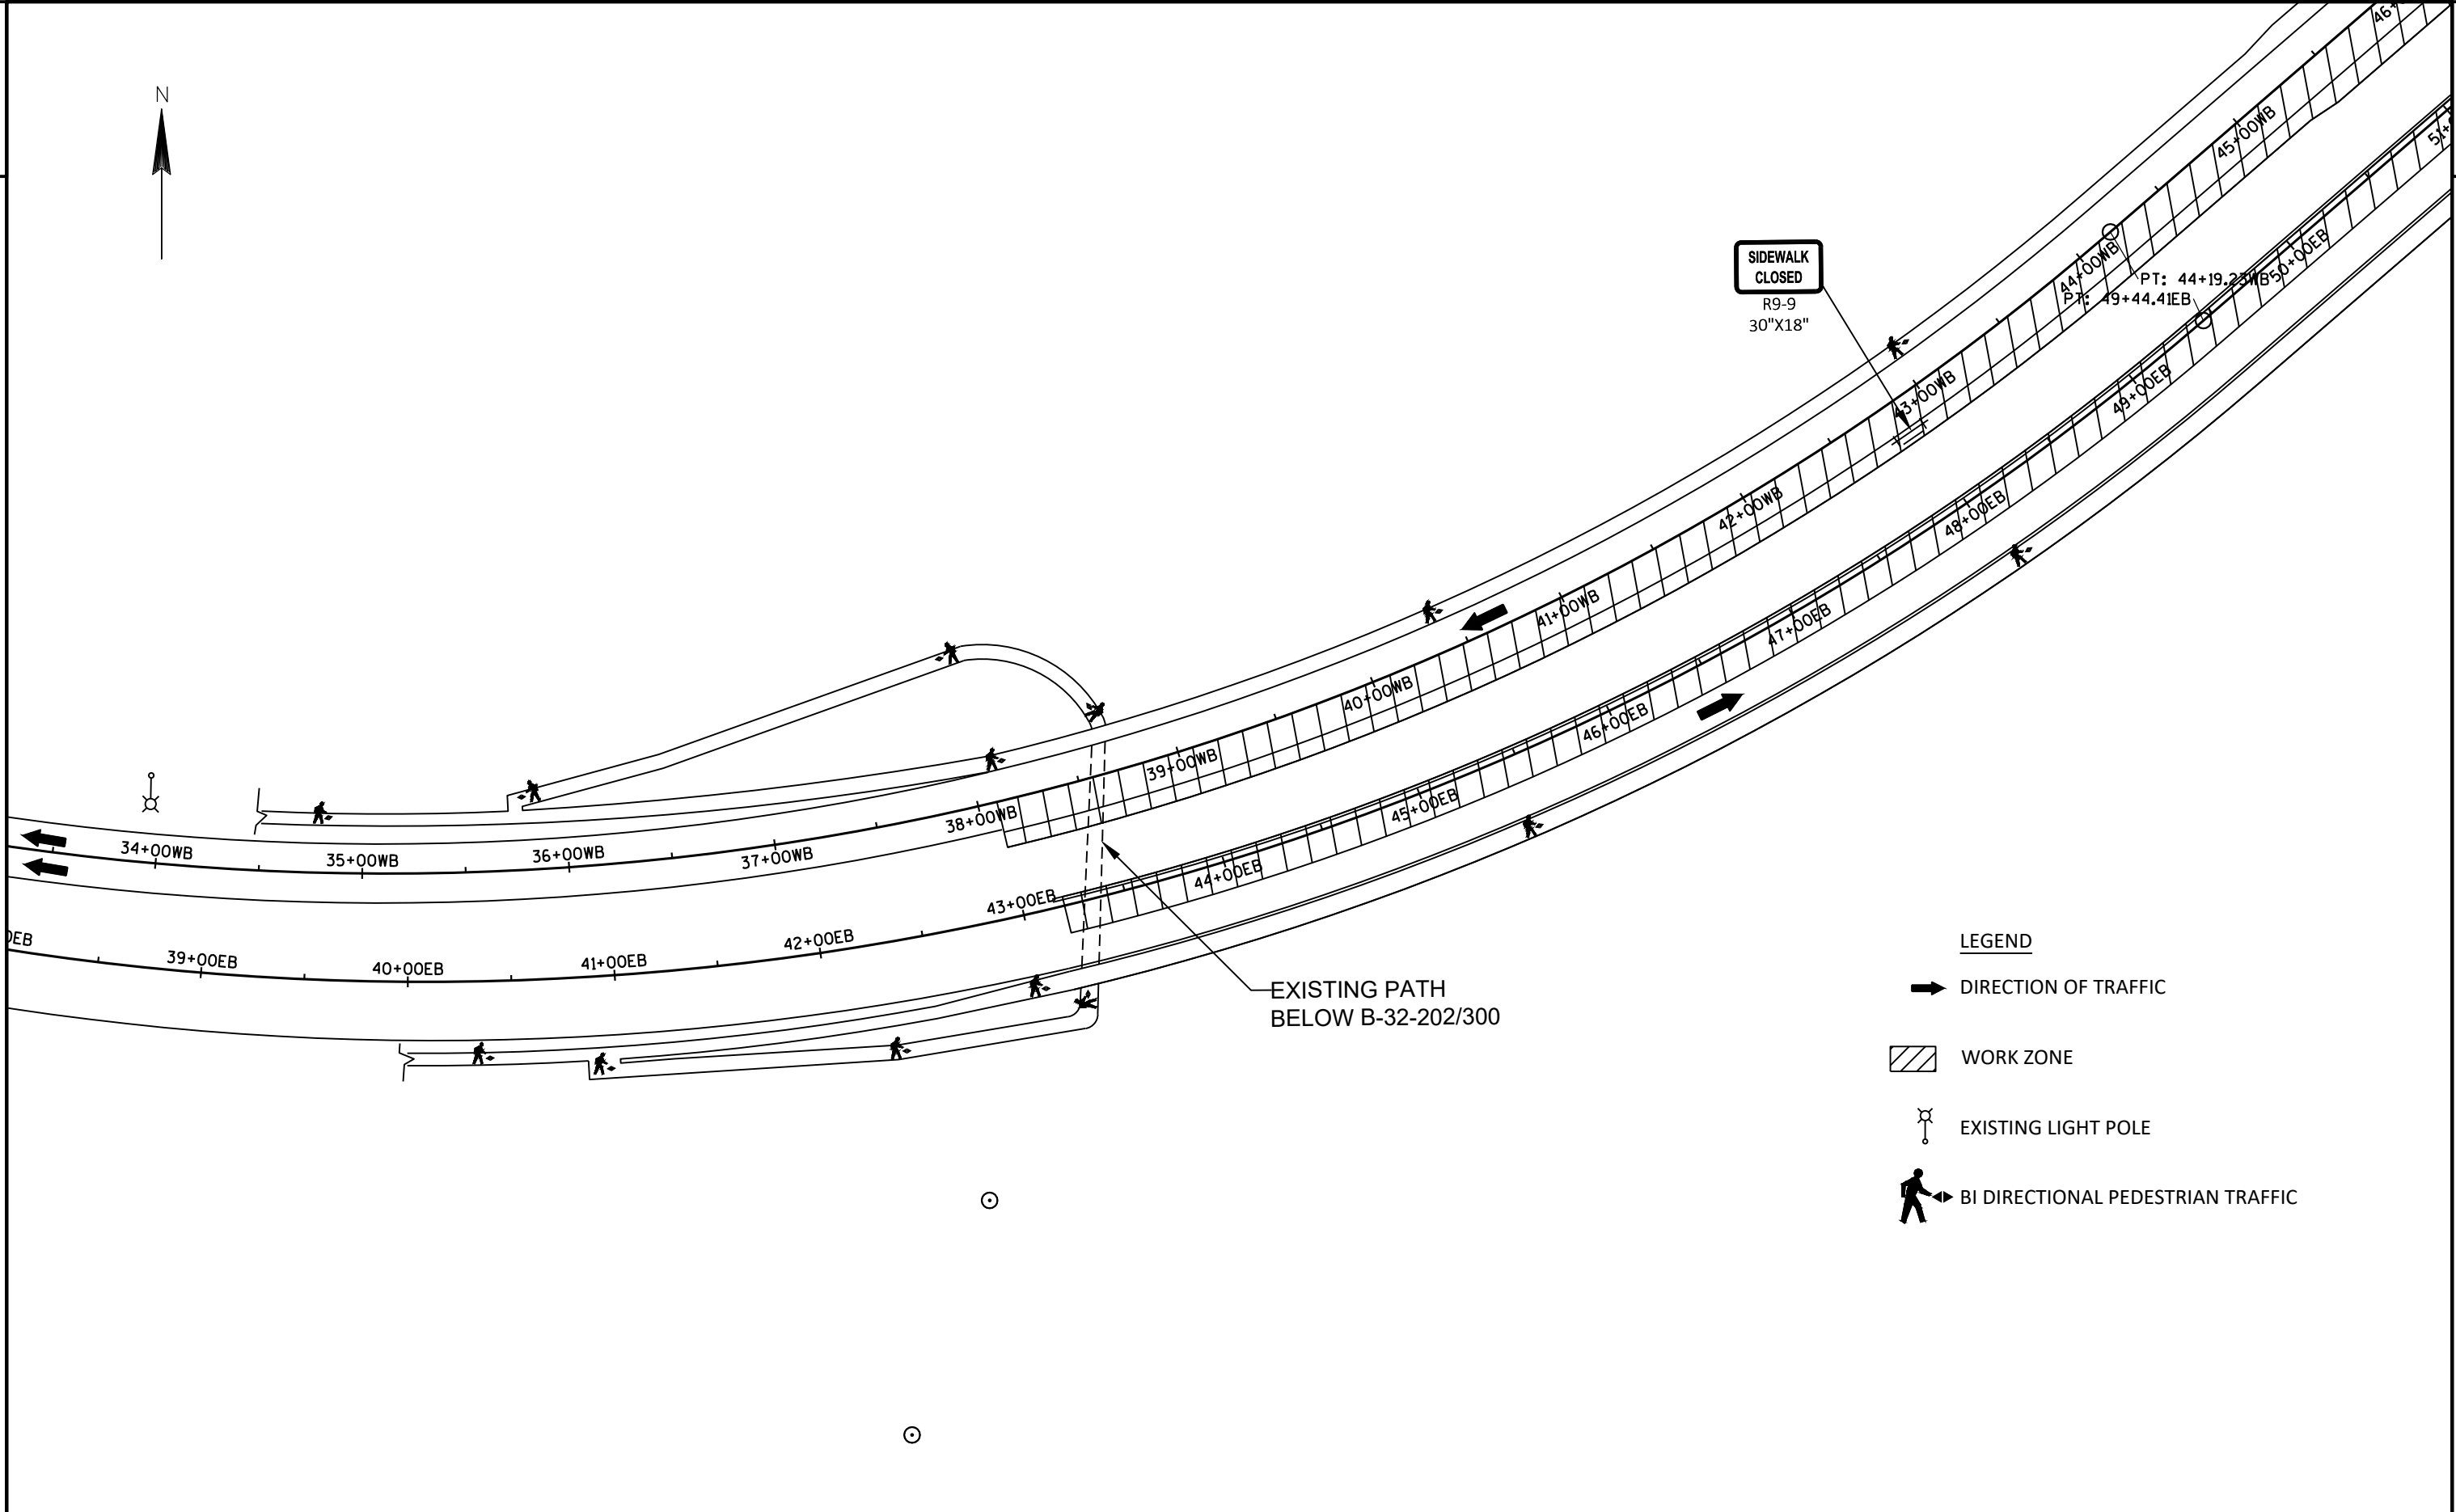 N
46+
45+00WB
51+
SIDEWALK
CLOSED
R9-9
30"X18"
44+00WB
50+00EB
PT: 44+19.23WB
PT: 49+44.41EB
43+00WB
49+00EB
42+00WB
48+00EB
41+00WB
47+00EB
40+00WB
46+00EB
39+00WB
45+00EB
38+00WB
44+00EB
34+00WB
35+00WB
36+00WB
37+00WB
43+00EB
0EB
39+00EB
40+00EB
41+00EB
42+00EB
EXISTING PATH
BELOW B-32-202/300
LEGEND
DIRECTION OF TRAFFIC
WORK ZONE
EXISTING LIGHT POLE
BI DIRECTIONAL PEDESTRIAN TRAFFIC